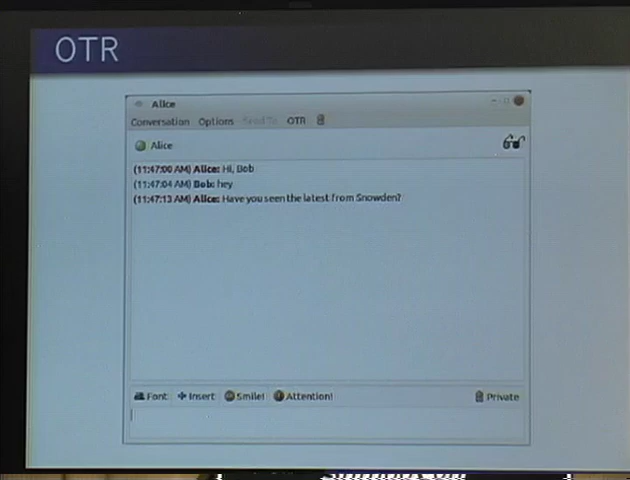 OTR
Alice
Conversation Options Send To OTR
Alice
(11:47:00 AM) Alice: Hi, Bob
(11:47:04 AM) Bob: hey
(11:47:13 AM) Alice: Have you seen the latest from Snowden?
Font Insert Smile! Attention! Private